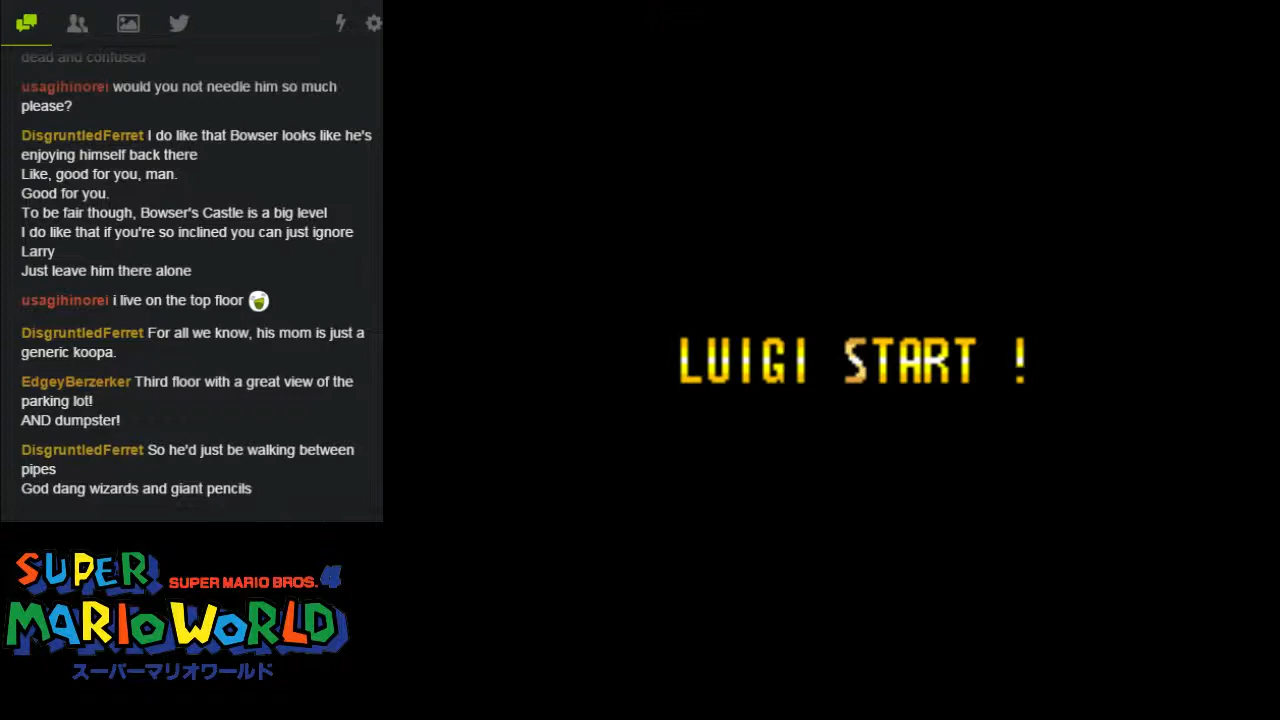 dead and confused
usagihinorei would you not needle him so much
please?
DisgruntledFerret I do like that Bowser looks like he's
enjoying himself back there
Like, good for you, man.
Good for you.
To be fair though, Bowser's Castle is a big level
I do like that if you're so inclined you can just ignore
Larry
Just leave him there alone
usagihinorei i live on the top floor
DisgruntledFerret For all we know, his mom is just a
generic koopa.
EdgeyBerzerker Third floor with a great view of the
parking lot!
AND dumpster!
DisgruntledFerret So he'd just be walking between
pipes
God dang wizards and giant pencils
LUIGI START !
SUPER SUPER MARIO BROS. 4
MARIO WORLD
スーパーマリオワールド